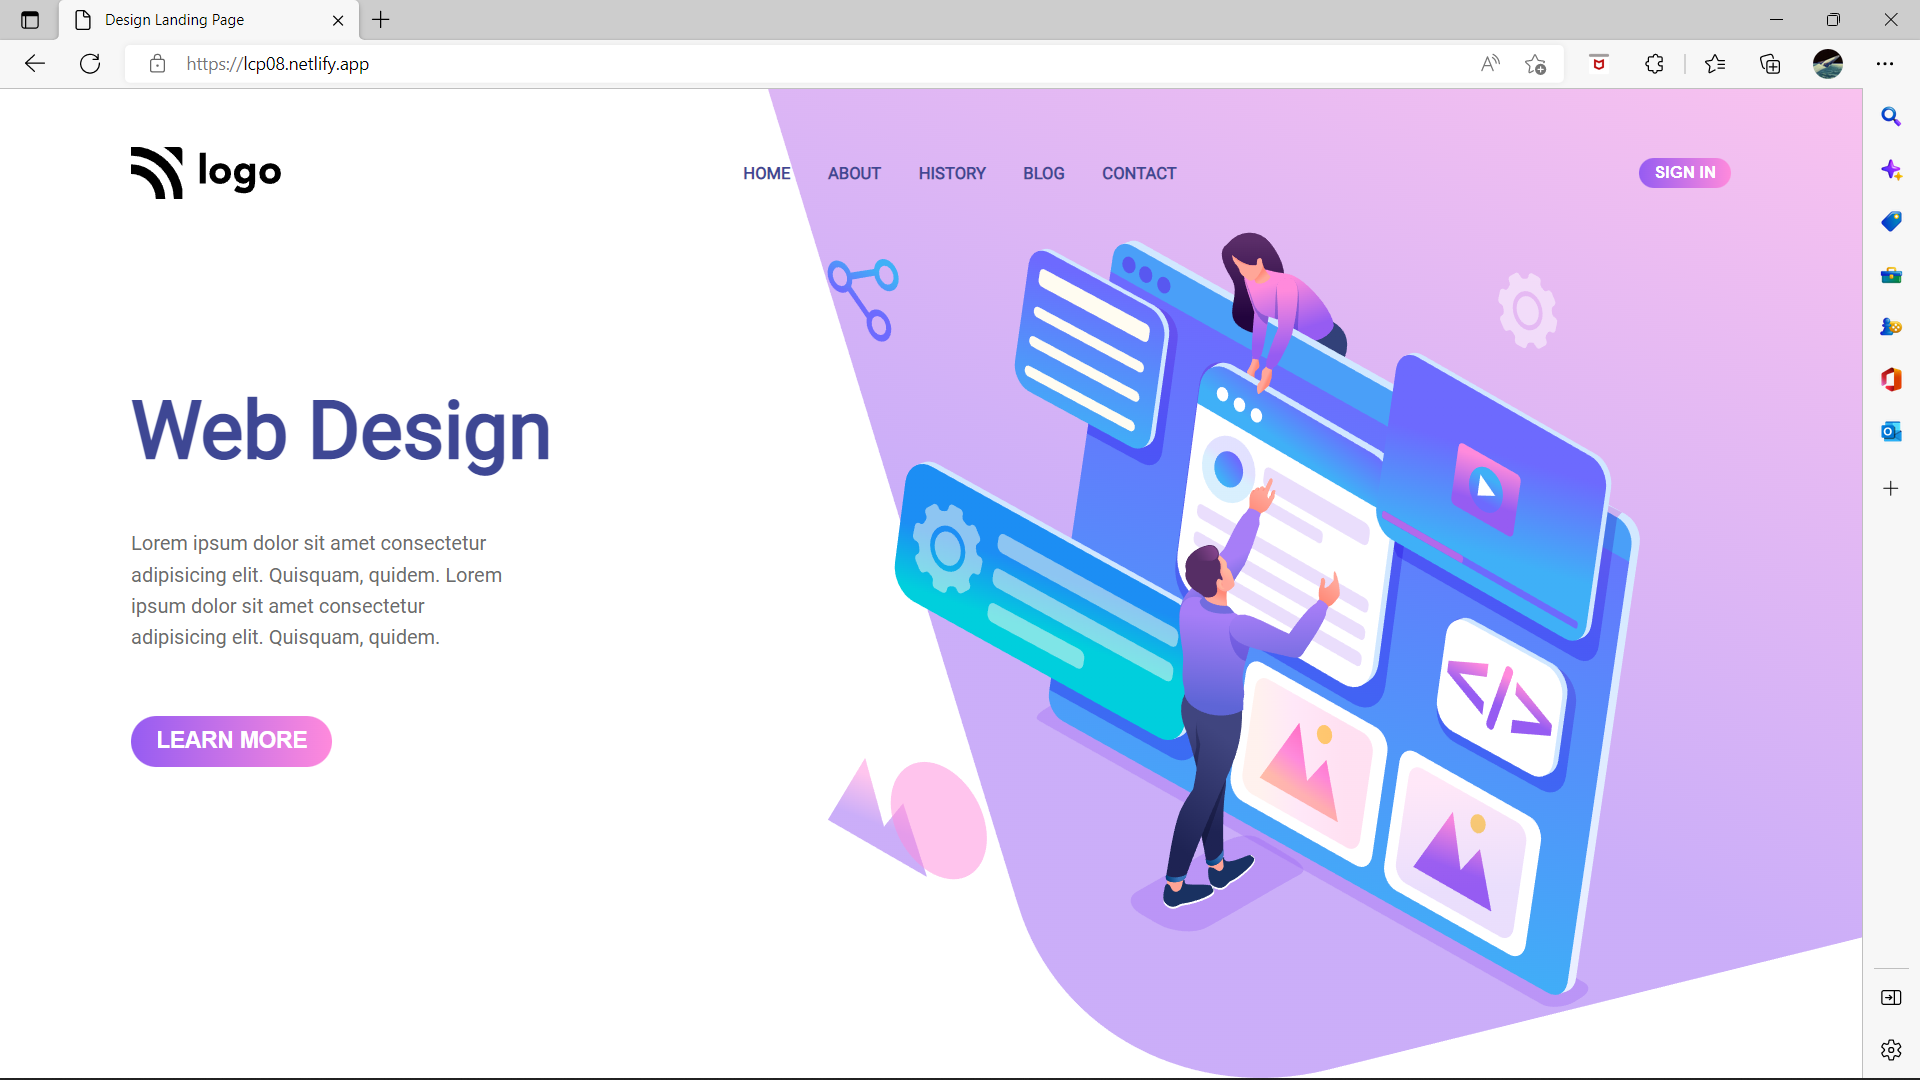 Design Landing Page
https://lcp08.netlify.app
logo
HOME ABOUT HISTORY BLOG CONTACT
SIGN IN
Web Design
Lorem ipsum dolor sit amet consectetur
adipisicing elit. Quisquam, quidem. Lorem
ipsum dolor sit amet consectetur
adipisicing elit. Quisquam, quidem.
LEARN MORE
</>